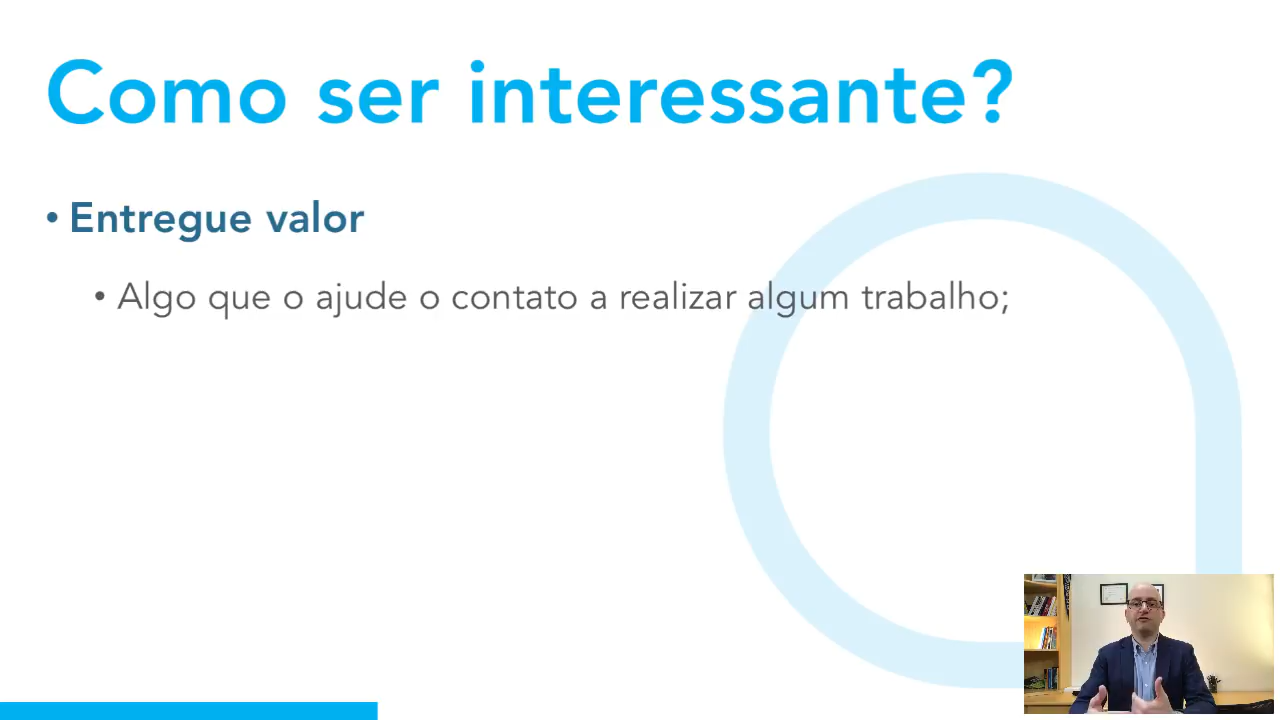 Como ser interessante?
• Entregue valor
• Algo que o ajude o contato a realizar algum trabalho;